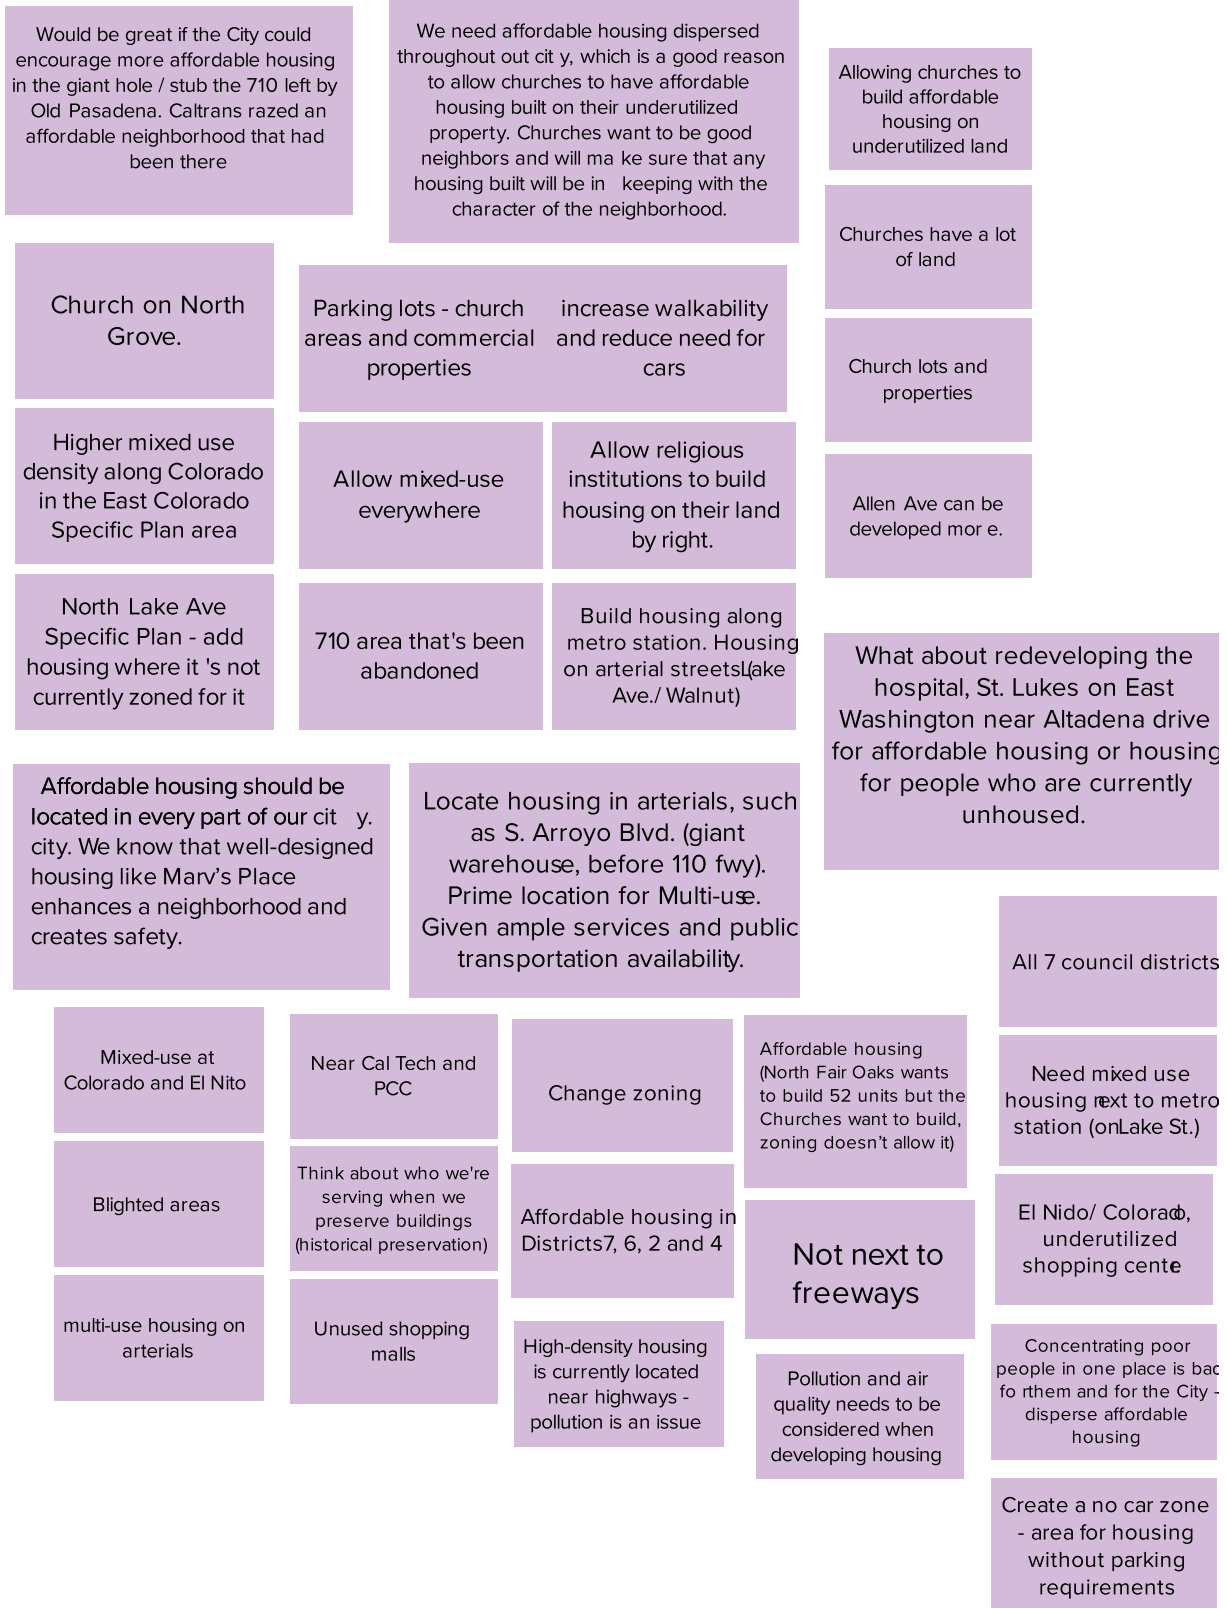 Would be great if the City could
encourage more affordable housing
in the giant hole / stub the 710 left by
Old Pasadena. Caltrans razed an
affordable neighborhood that had
been there
We need affordable housing dispersed
throughout out cit y, which is a good reason
to allow churches to have affordable
housing built on their underutilized
property. Churches want to be good
neighbors and will ma ke sure that any
housing built will be in keeping with the
character of the neighborhood.
Allowing churches to
build affordable
housing on
underutilized land
Churches have a lot
of land
Church lots and
properties
Allen Ave can be
developed mor e.
Church on North
Grove.
Parking lots - church
areas and commercial
properties
increase walkability
and reduce need for
cars
Higher mixed use
density along Colorado
in the East Colorado
Specific Plan area
Allow mixed-use
everywhere
Allow religious
institutions to build
housing on their land
by right.
North Lake Ave
Specific Plan - add
housing where it 's not
currently zoned for it
710 area that's been
abandoned
Build housing along
metro station. Housing
on arterial streets(Lake
Ave./ Walnut)
What about redeveloping the
hospital, St. Lukes on East
Washington near Altadena drive
for affordable housing or housing
for people who are currently
unhoused.
Affordable housing should be
located in every part of our cit y.
city. We know that well-designed
housing like Marv’s Place
enhances a neighborhood and
creates safety.
Locate housing in arterials, such
as S. Arroyo Blvd. (giant
warehouse, before 110 fwy).
Prime location for Multi-use.
Given ample services and public
transportation availability.
All 7 council districts
Need mixed use
housing next to metro
station (on Lake St.)
El Nido/ Colorado,
underutilized
shopping center.
Concentrating poor
people in one place is bad
fo rthem and for the City -
disperse affordable
housing
Create a no car zone
- area for housing
without parking
requirements
Mixed-use at
Colorado and El Nito
Blighted areas
multi-use housing on
arterials
Near Cal Tech and
PCC
Think about who we're
serving when we
preserve buildings
(historical preservation)
Unused shopping
malls
Change zoning
Affordable housing in
Districts 7, 6, 2 and 4
High-density housing
is currently located
near highways -
pollution is an issue
Affordable housing
(North Fair Oaks wants
to build 52 units but the
Churches want to build,
zoning doesn’t allow it)
Not next to
freeways
Pollution and air
quality needs to be
considered when
developing housing